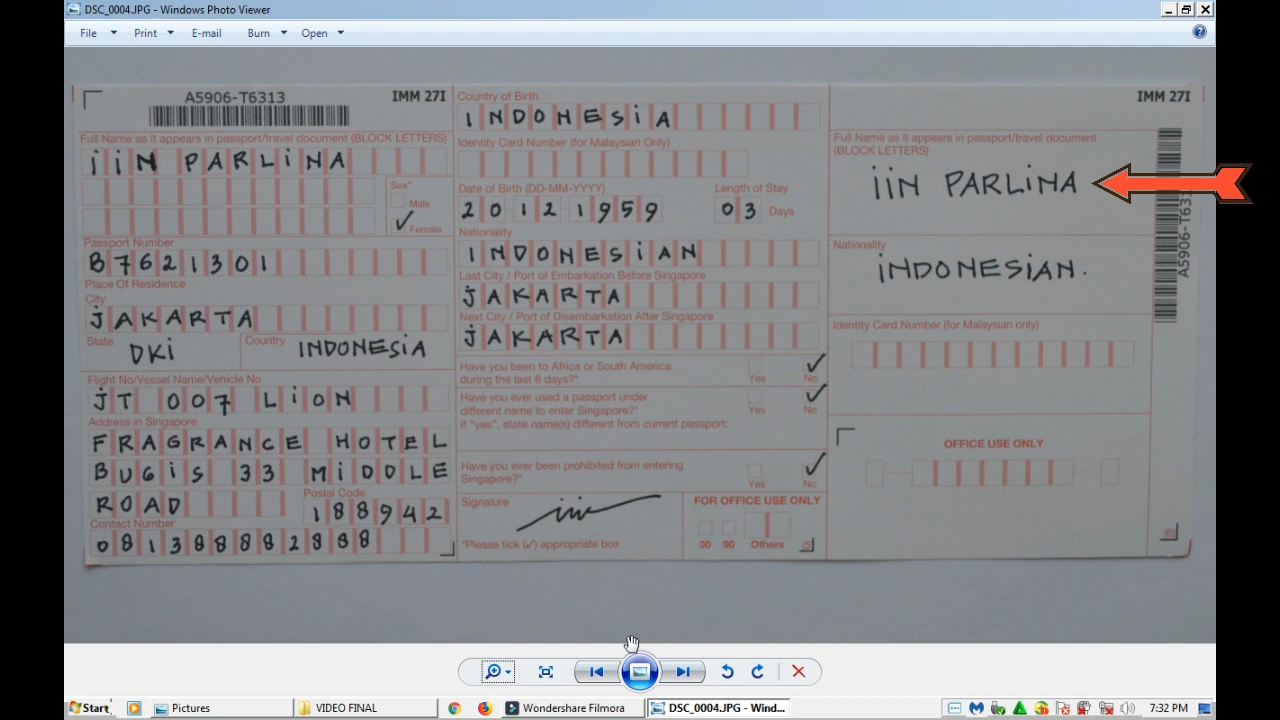 DSC_0004.JPG - Windows Photo Viewer
File Print E-mail Burn Open
A5906-T6313
IMM 27I
Full Name as it appears in passport/travel document (BLOCK LETTERS)
iiN PARLiNA
Sex*
Male
Female
Passport Number
B7621301
Place Of Residence
City
JAKARTA
State DKi
Country INDONESiA
Flight No/Vessel Name/Vehicle No
JT 007 LiON
Address in Singapore
FRAGRANCE HOTEL
BUGiS 33 MiDDLE
ROAD
Postal Code
188942
Contact Number
081388882888
Country of Birth
INDONESiA
Identity Card Number (for Malaysian Only)
Date of Birth (DD-MM-YYYY)
20 12 1959
Length of Stay
03 Days
Nationality
INDONESiAN
Last City / Port of Embarkation Before Singapore
JAKARTA
Next City / Port of Disembarkation After Singapore
JAKARTA
Have you been to Africa or South America
during the last 6 days?*
Yes No
Have you ever used a passport under
different name to enter Singapore?*
Yes No
If "yes", state name(s) different from current passport:
Have you ever been prohibited from entering
Singapore?*
Yes No
Signature
iin
*Please tick (✓) appropriate box
FOR OFFICE USE ONLY
30 90 Others
IMM 27I
Full Name as it appears in passport/travel document
(BLOCK LETTERS)
iiN PARLiNA
Nationality
iNDONESiAN.
Identity Card Number (for Malaysian only)
OFFICE USE ONLY
Start Pictures VIDEO FINAL Wondershare Filmora DSC_0004.JPG - Wind... 7:32 PM